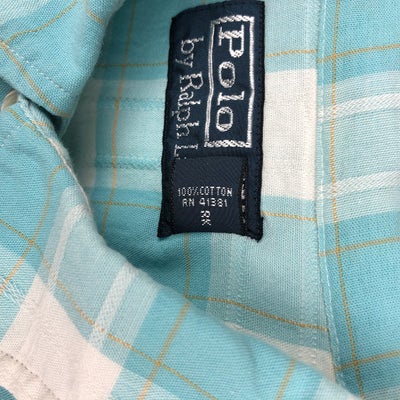 Polo
by Ralph L
100% COTTON
RN 41381